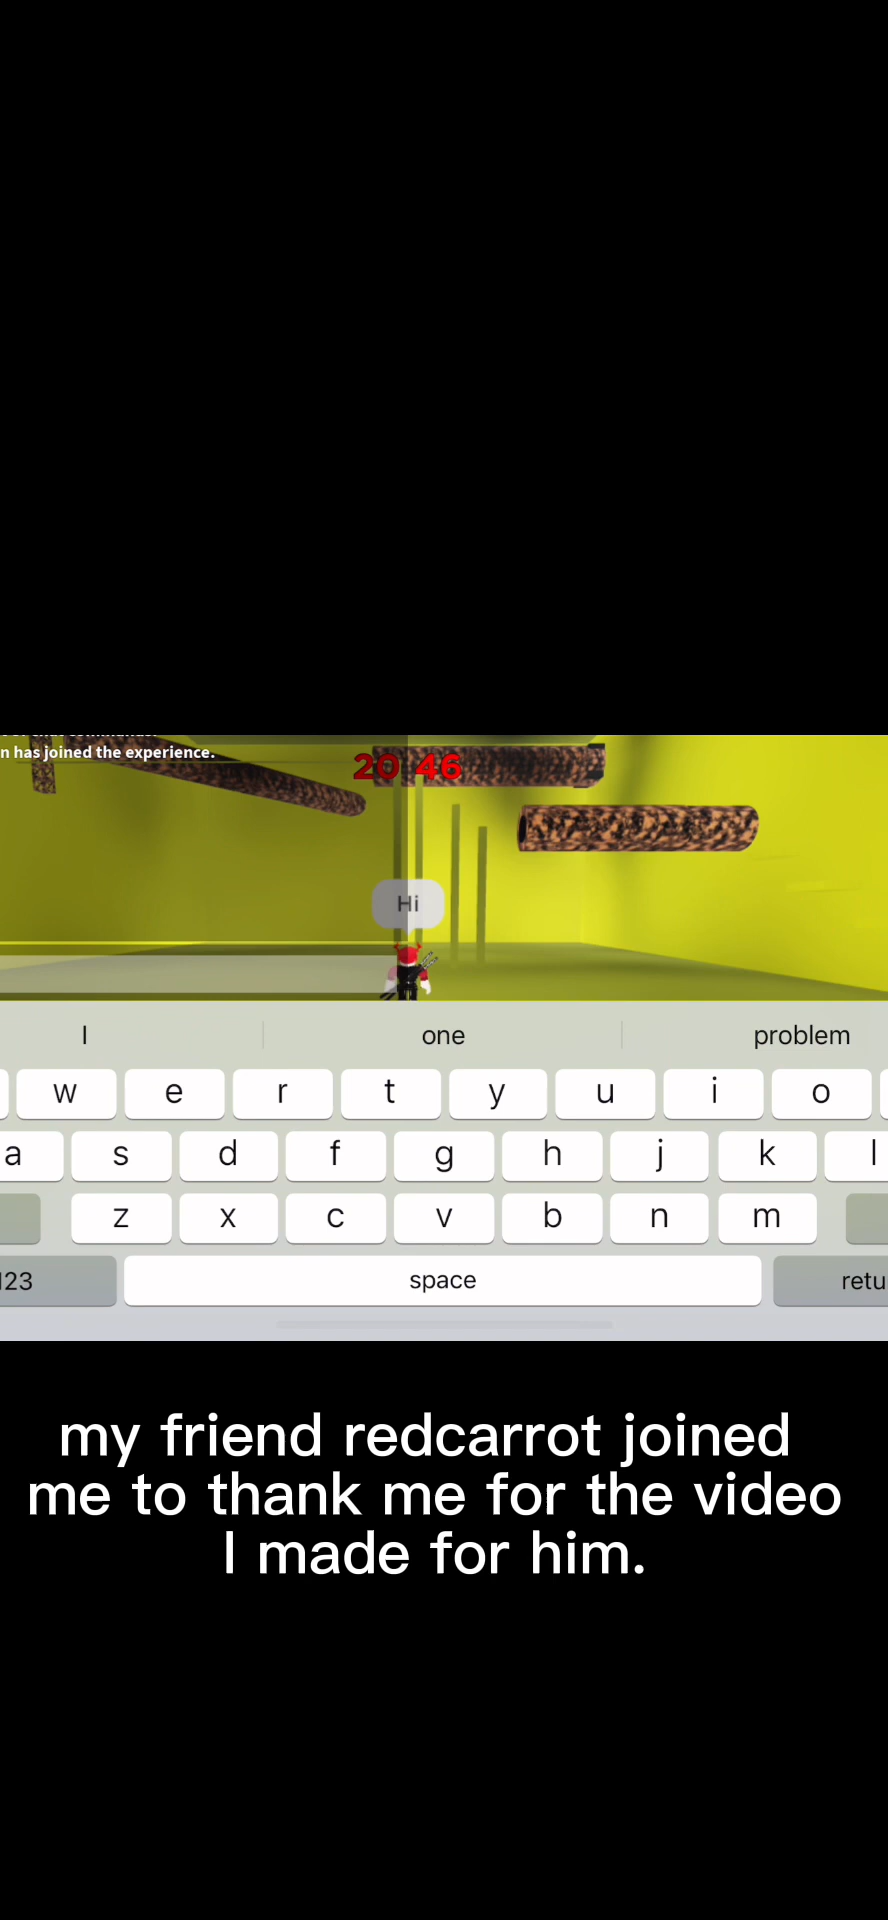 n has joined the experience.
20 46
Hi
I one problem
w e r t y u i o
a s d f g h j k l
z x c v b n m
123 space retu
my friend redcarrot joined
me to thank me for the video
I made for him.